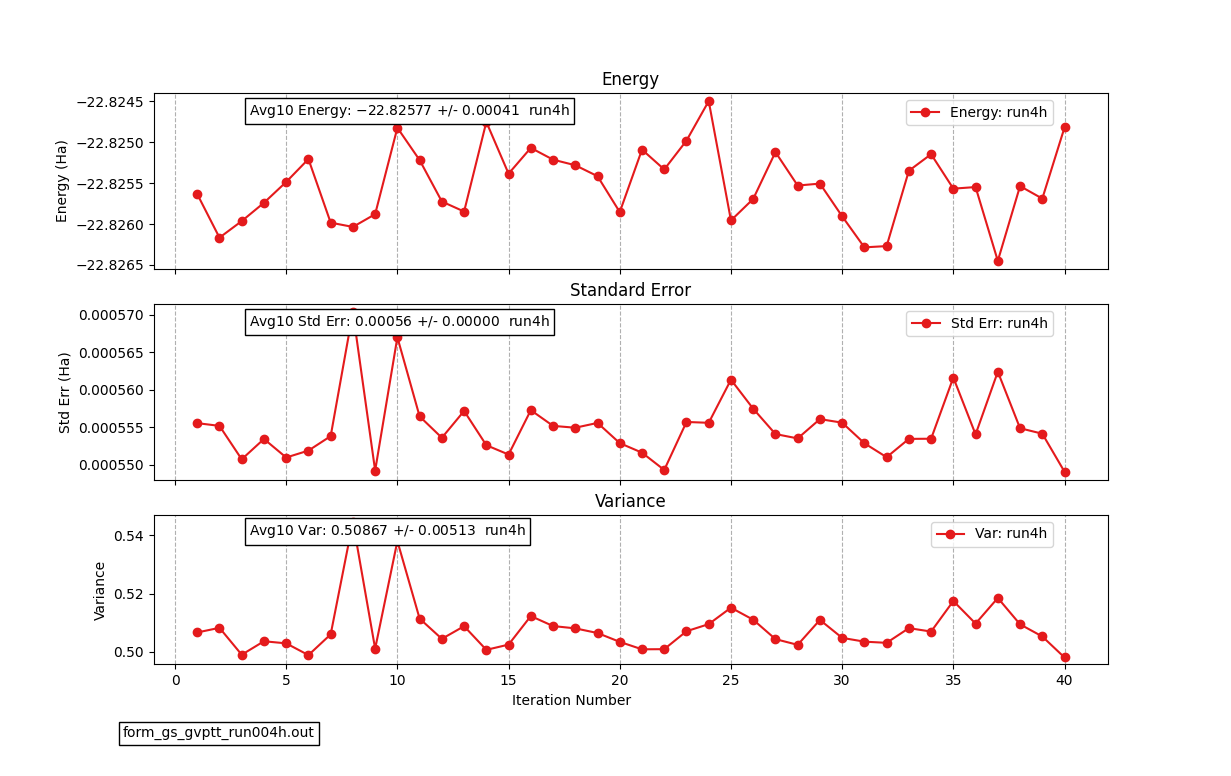 Energy
Energy (Ha)
−22.8245
−22.8250
−22.8255
−22.8260
−22.8265
Avg10 Energy: −22.82577 +/- 0.00041  run4h
Energy: run4h
Standard Error
Std Err (Ha)
0.000570
0.000565
0.000560
0.000555
0.000550
Avg10 Std Err: 0.00056 +/- 0.00000  run4h
Std Err: run4h
Variance
Variance
0.54
0.52
0.50
Avg10 Var: 0.50867 +/- 0.00513  run4h
Var: run4h
0 5 10 15 20 25 30 35 40
Iteration Number
form_gs_gvptt_run004h.out